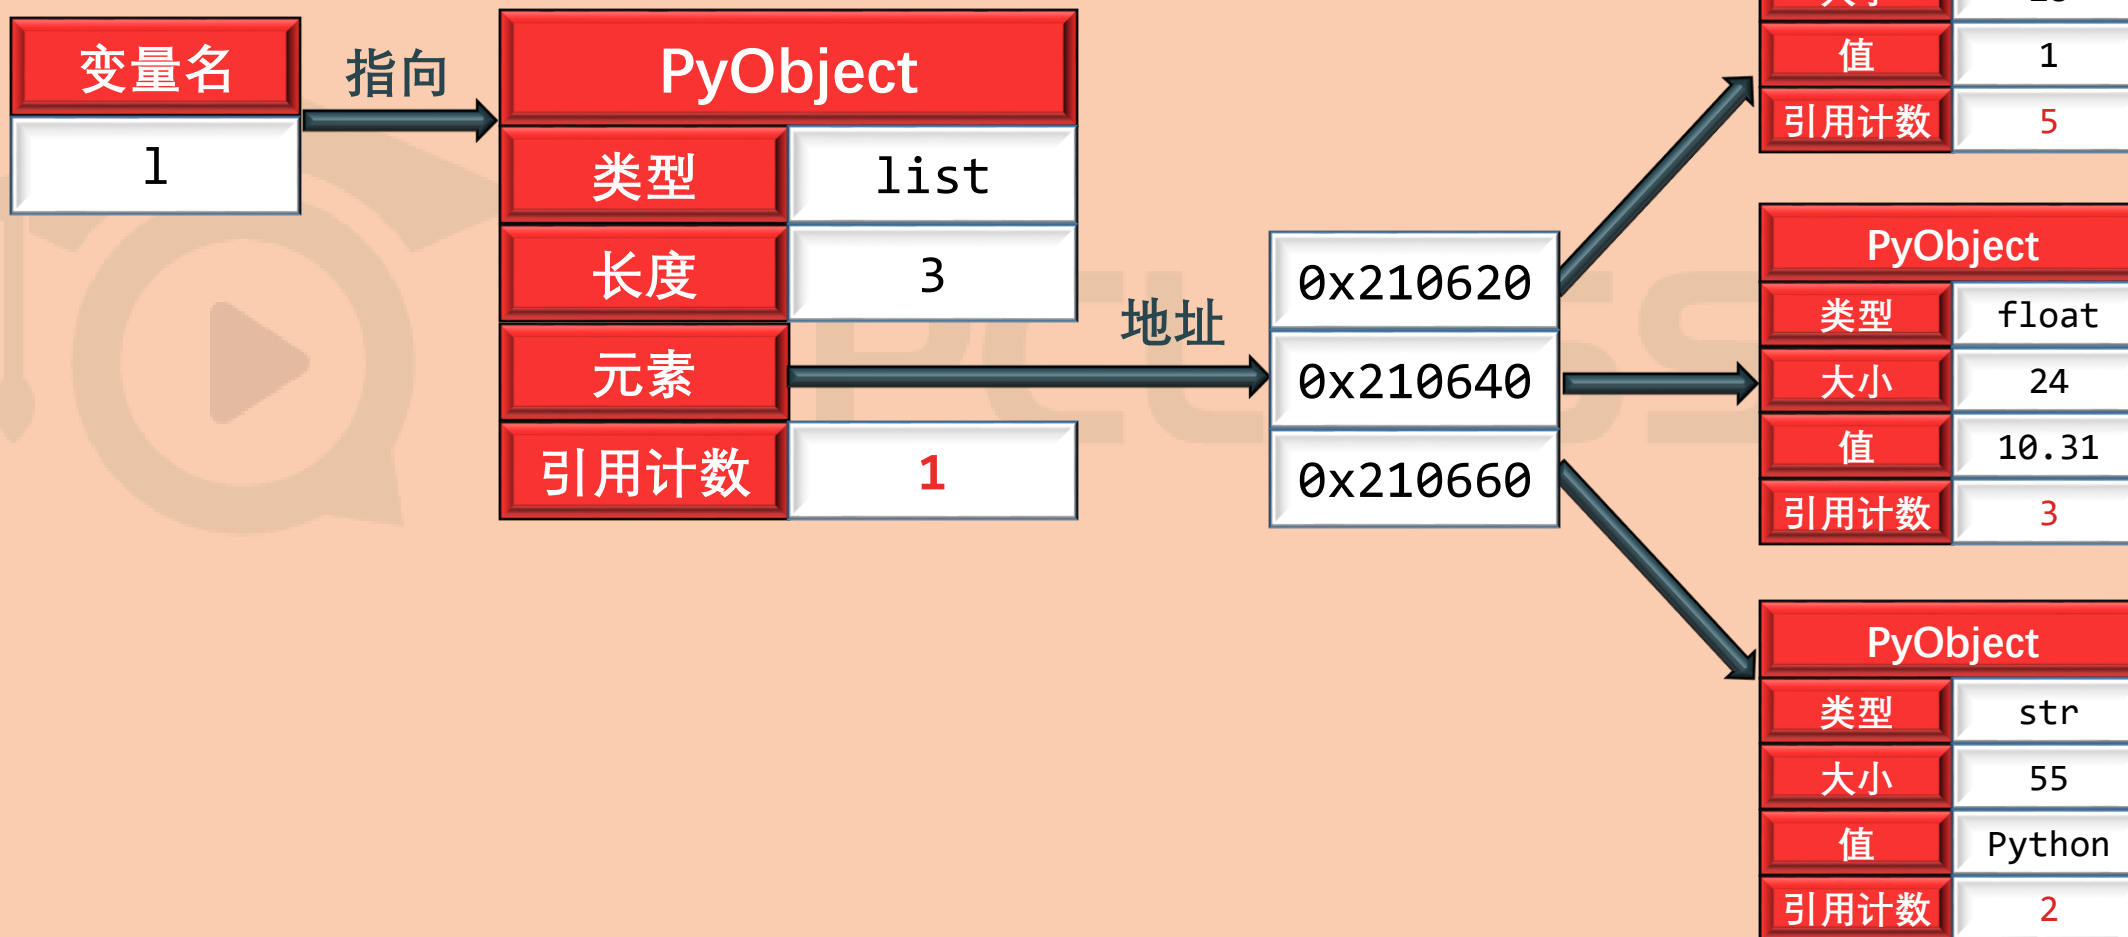 变量名
l
指向
PyObject
类型 list
长度 3
元素
引用计数 1
地址
0x210620
0x210640
0x210660
值 1
引用计数 5
PyObject
类型 float
大小 24
值 10.31
引用计数 3
PyObject
类型 str
大小 55
值 Python
引用计数 2